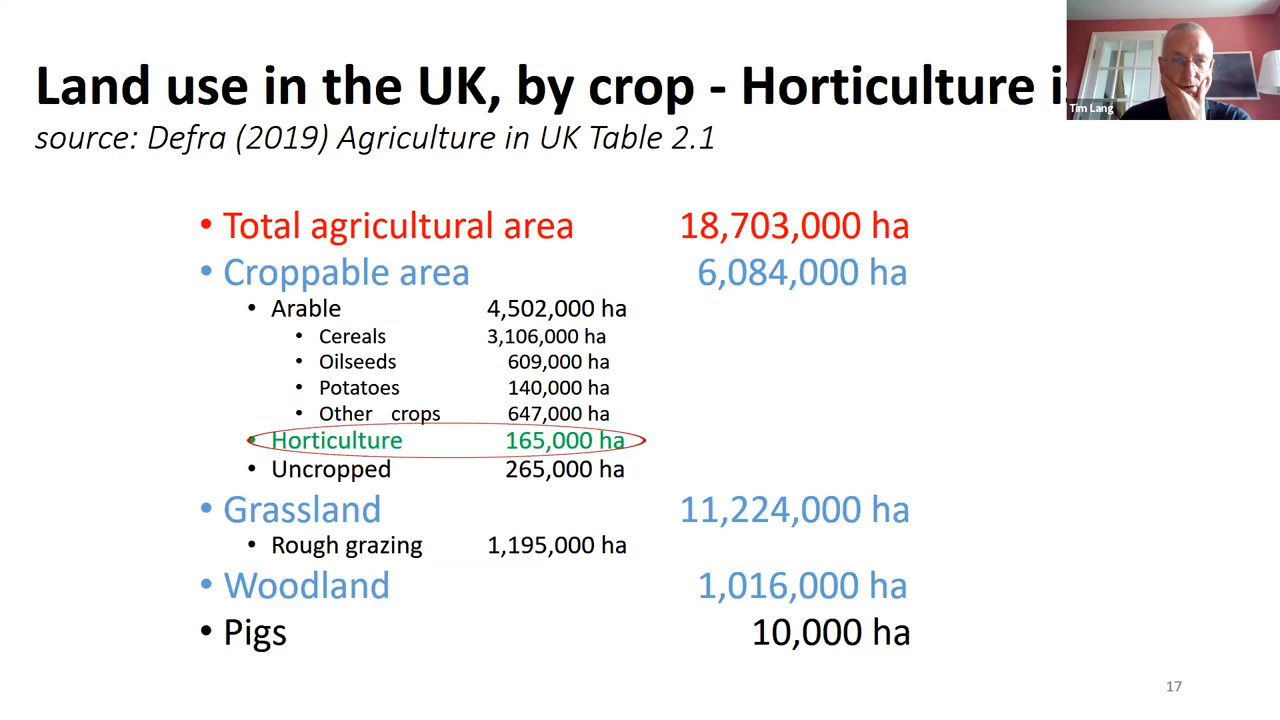 Land use in the UK, by crop - Horticulture
source: Defra (2019) Agriculture in UK Table 2.1
Tim Lang
• Total agricultural area 18,703,000 ha
• Croppable area 6,084,000 ha
• Arable 4,502,000 ha
• Cereals 3,106,000 ha
• Oilseeds 609,000 ha
• Potatoes 140,000 ha
• Other crops 647,000 ha
• Horticulture 165,000 ha
• Uncropped 265,000 ha
• Grassland 11,224,000 ha
• Rough grazing 1,195,000 ha
• Woodland 1,016,000 ha
• Pigs 10,000 ha
17